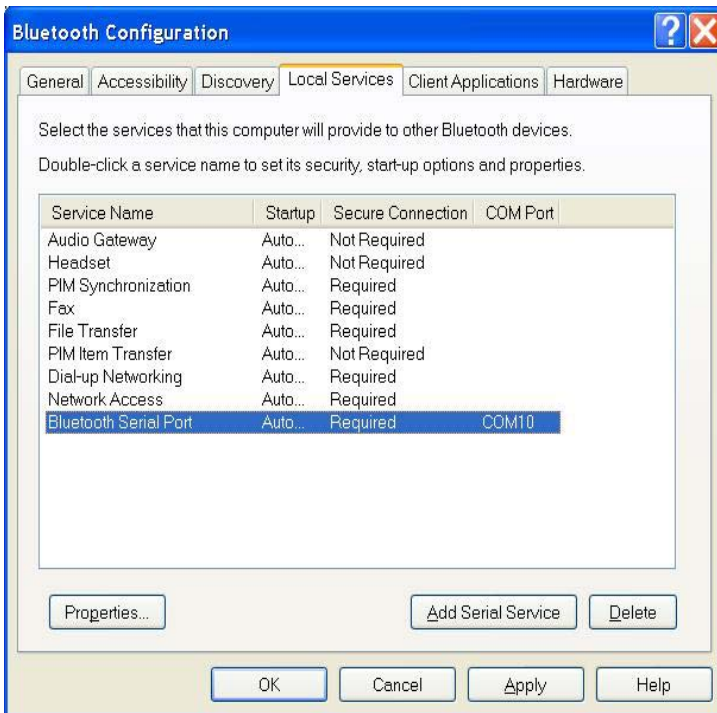 Bluetooth Configuration
General Accessibility Discovery Local Services Client Applications Hardware
Select the services that this computer will provide to other Bluetooth devices.
Double-click a service name to set its security, start-up options and properties.
Service Name Startup Secure Connection COM Port
Audio Gateway Auto... Not Required
Headset Auto... Not Required
PIM Synchronization Auto... Required
Fax Auto... Required
File Transfer Auto... Required
PIM Item Transfer Auto... Not Required
Dial-up Networking Auto... Required
Network Access Auto... Required
Bluetooth Serial Port Auto... Required COM10
Properties... Add Serial Service Delete
OK Cancel Apply Help